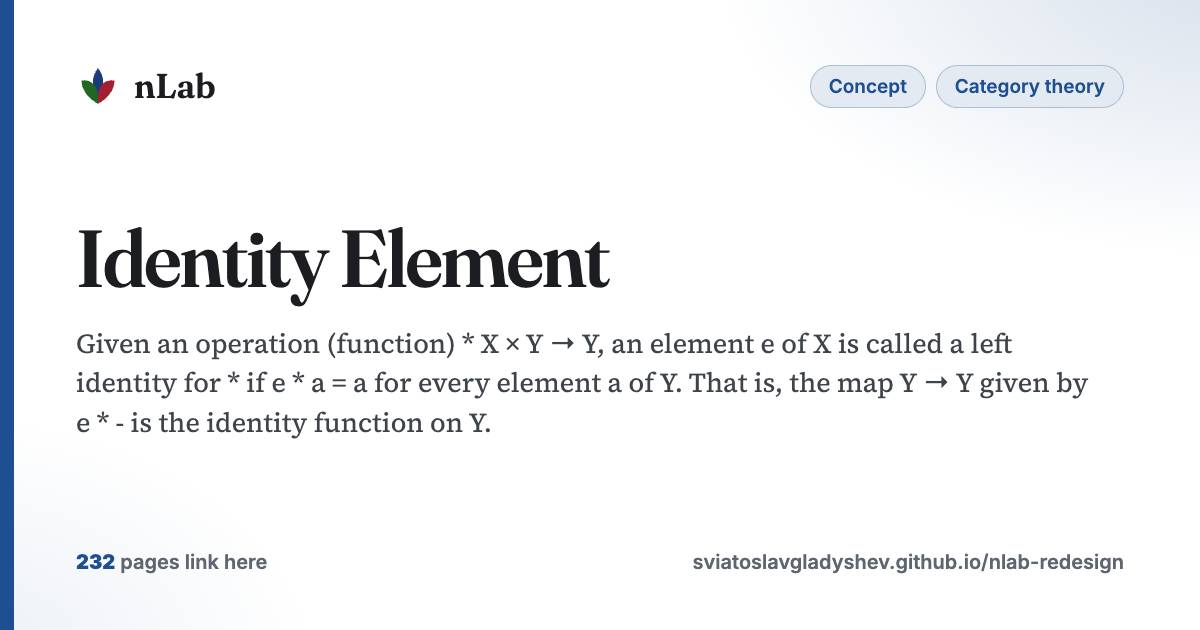 nLab
Concept
Category theory
Identity Element
Given an operation (function) * X × Y → Y, an element e of X is called a left
identity for * if e * a = a for every element a of Y. That is, the map Y → Y given by
e * - is the identity function on Y.
232 pages link here
sviatoslavgladyshev.github.io/nlab-redesign